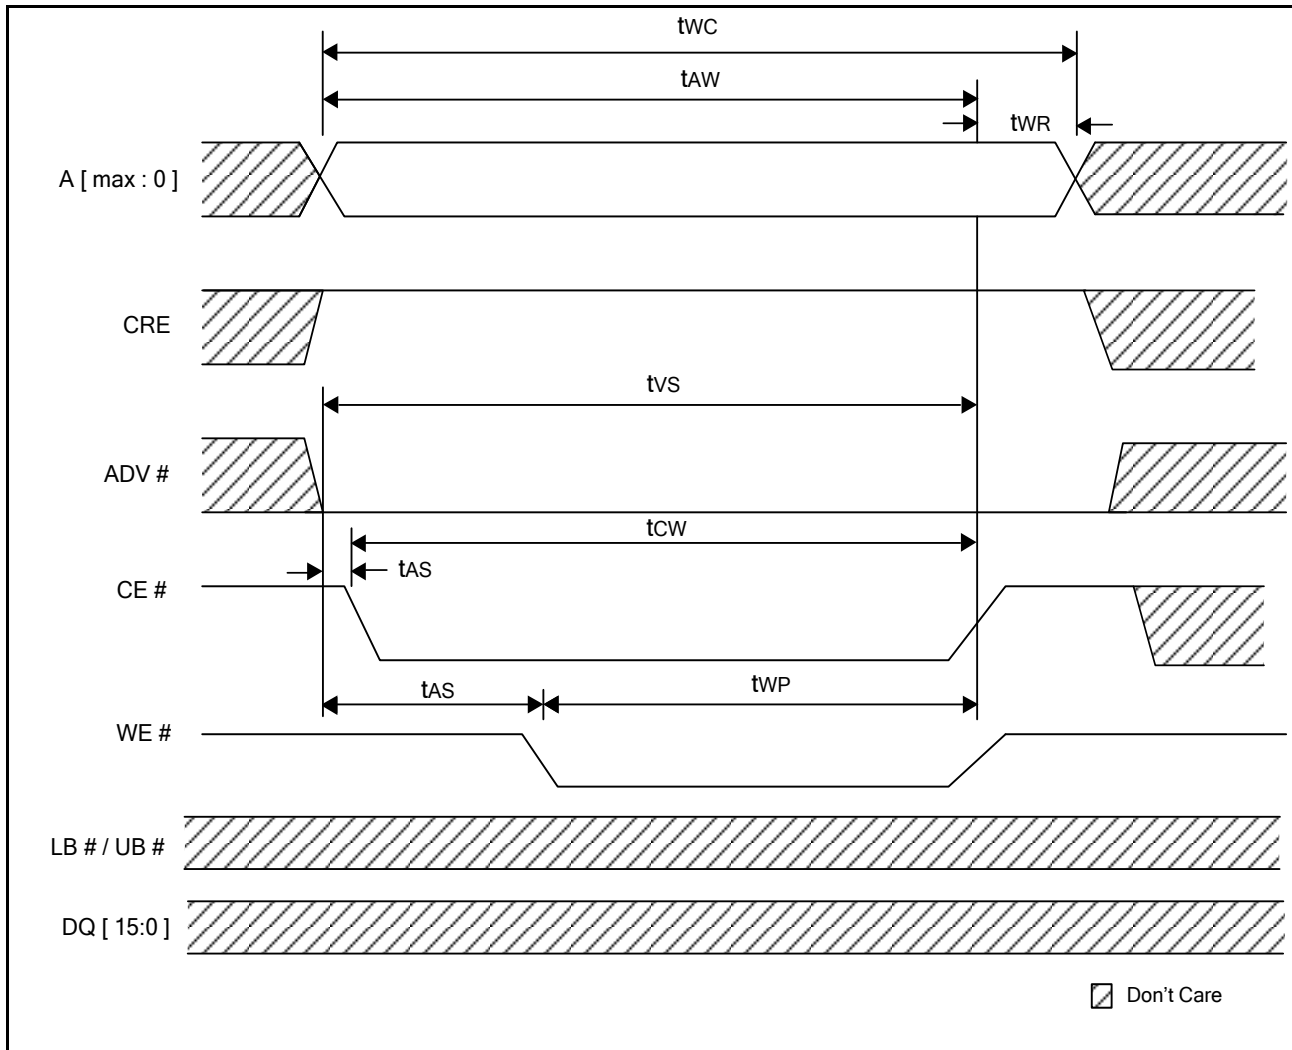 tWC
tAW
tWR
A [ max : 0 ]
CRE
tVS
ADV #
tCW
tAS
CE #
tAS
tWP
WE #
LB # / UB #
DQ [ 15:0 ]
Don't Care